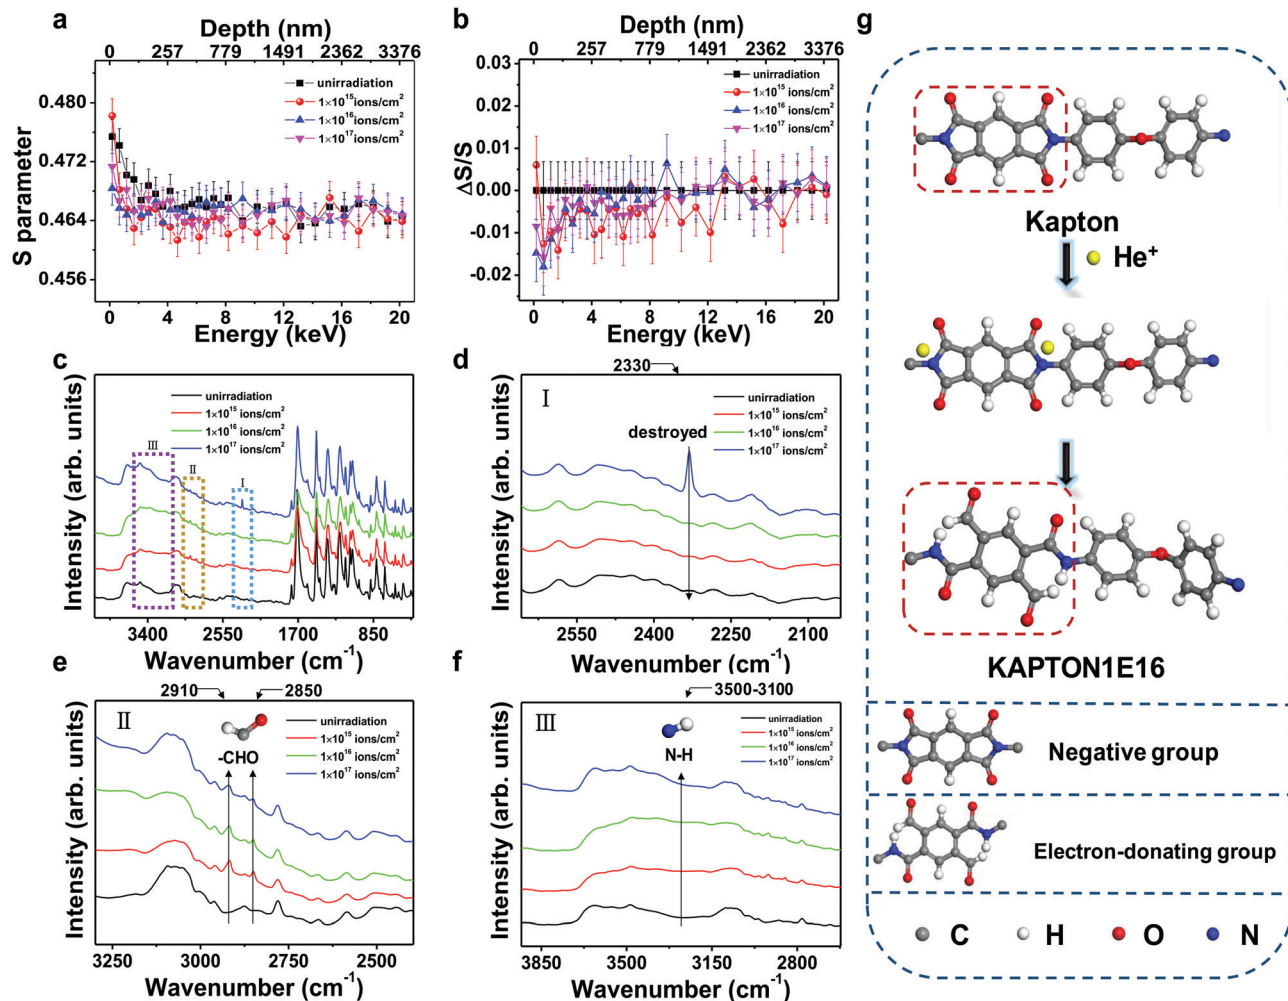 a
Depth (nm)
0 257 779 1491 2362 3376
0.480
0.472
0.464
0.456
S parameter
unirradiation
1×10¹⁵ ions/cm²
1×10¹⁶ ions/cm²
1×10¹⁷ ions/cm²
0 4 8 12 16 20
Energy (keV)
b
Depth (nm)
0 257 779 1491 2362 3376
0.03
0.02
0.01
0.00
-0.01
-0.02
ΔS/S
unirradiation
1×10¹⁵ ions/cm²
1×10¹⁶ ions/cm²
1×10¹⁷ ions/cm²
0 4 8 12 16 20
Energy (keV)
c
Intensity (arb. units)
unirradiation
1×10¹⁵ ions/cm²
1×10¹⁶ ions/cm²
1×10¹⁷ ions/cm²
III
II
I
3400 2550 1700 850
Wavenumber (cm⁻¹)
d
2330
I
destroyed
Intensity (arb. units)
unirradiation
1×10¹⁵ ions/cm²
1×10¹⁶ ions/cm²
1×10¹⁷ ions/cm²
2550 2400 2250 2100
Wavenumber (cm⁻¹)
e
2910 2850
II
-CHO
Intensity (arb. units)
unirradiation
1×10¹⁵ ions/cm²
1×10¹⁶ ions/cm²
1×10¹⁷ ions/cm²
3250 3000 2750 2500
Wavenumber (cm⁻¹)
f
3500-3100
III
N-H
Intensity (arb. units)
unirradiation
1×10¹⁵ ions/cm²
1×10¹⁶ ions/cm²
1×10¹⁷ ions/cm²
3850 3500 3150 2800
Wavenumber (cm⁻¹)
g
Kapton
He⁺
KAPTON1E16
Negative group
Electron-donating group
C H O N